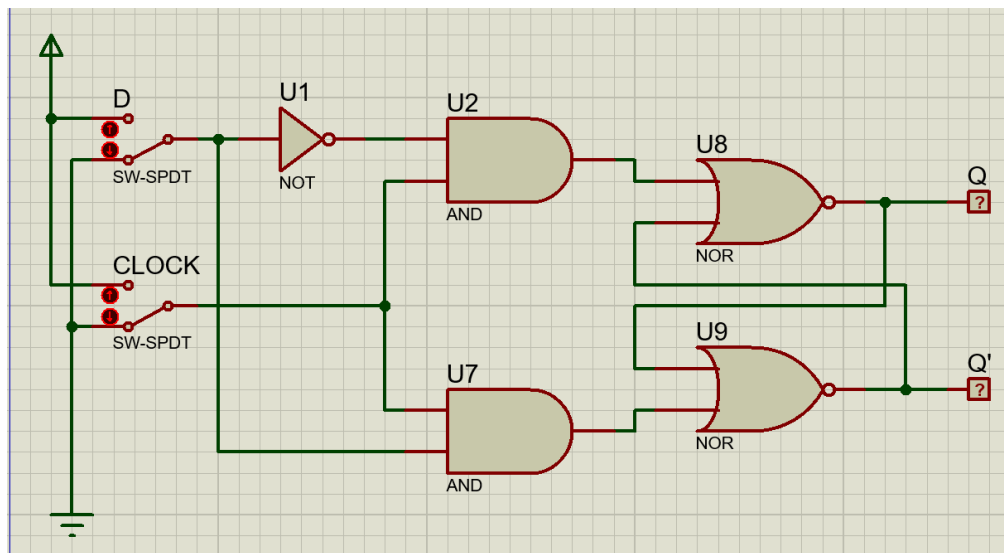 D
SW-SPDT
U1
NOT
U2
AND
U8
NOR
Q
?
CLOCK
SW-SPDT
U7
AND
U9
NOR
Q'
?